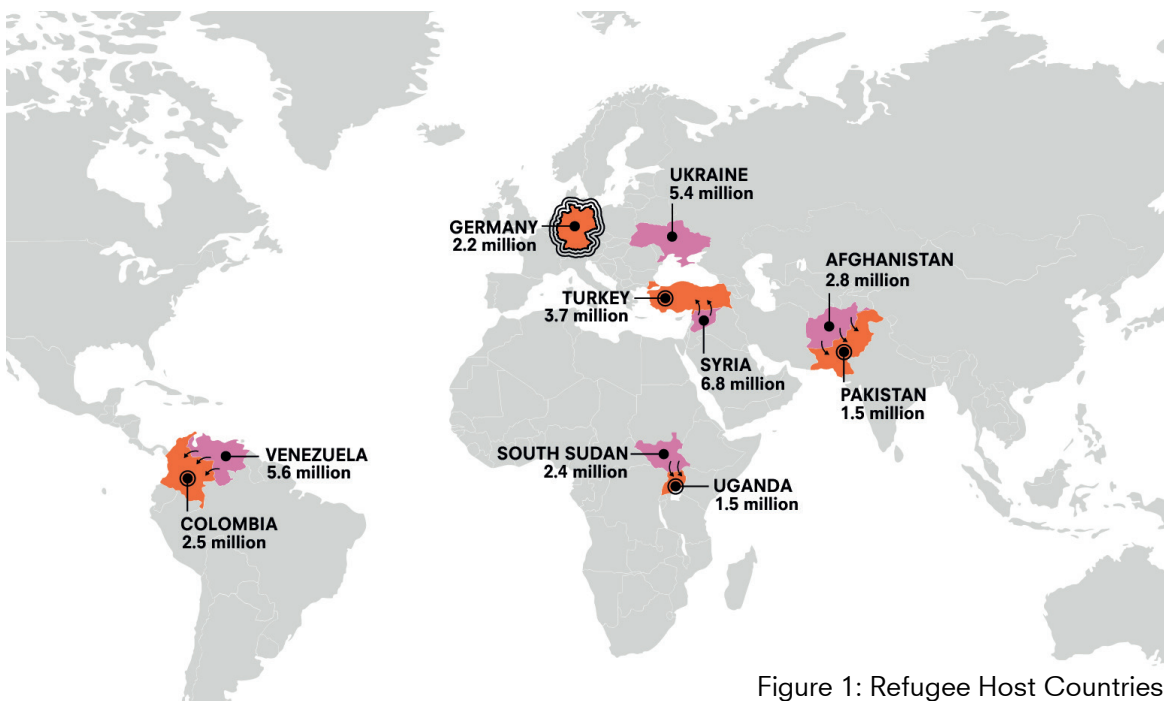 UKRAINE
5.4 million
GERMANY
2.2 million
AFGHANISTAN
2.8 million
TURKEY
3.7 million
SYRIA
6.8 million
PAKISTAN
1.5 million
VENEZUELA
5.6 million
SOUTH SUDAN
2.4 million
UGANDA
1.5 million
COLOMBIA
2.5 million
Figure 1: Refugee Host Countries